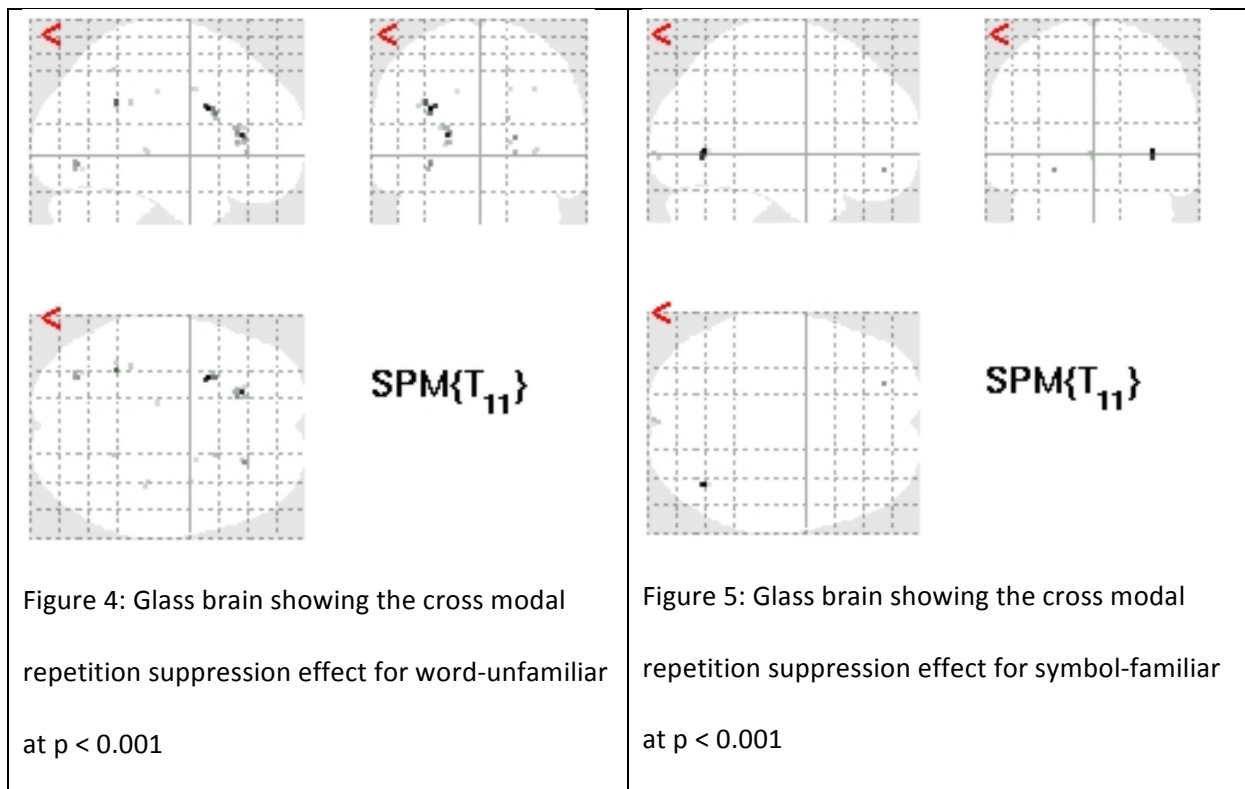 SPM{T11}
Figure 4: Glass brain showing the cross modal
repetition suppression effect for word-unfamiliar
at p < 0.001
SPM{T11}
Figure 5: Glass brain showing the cross modal
repetition suppression effect for symbol-familiar
at p < 0.001